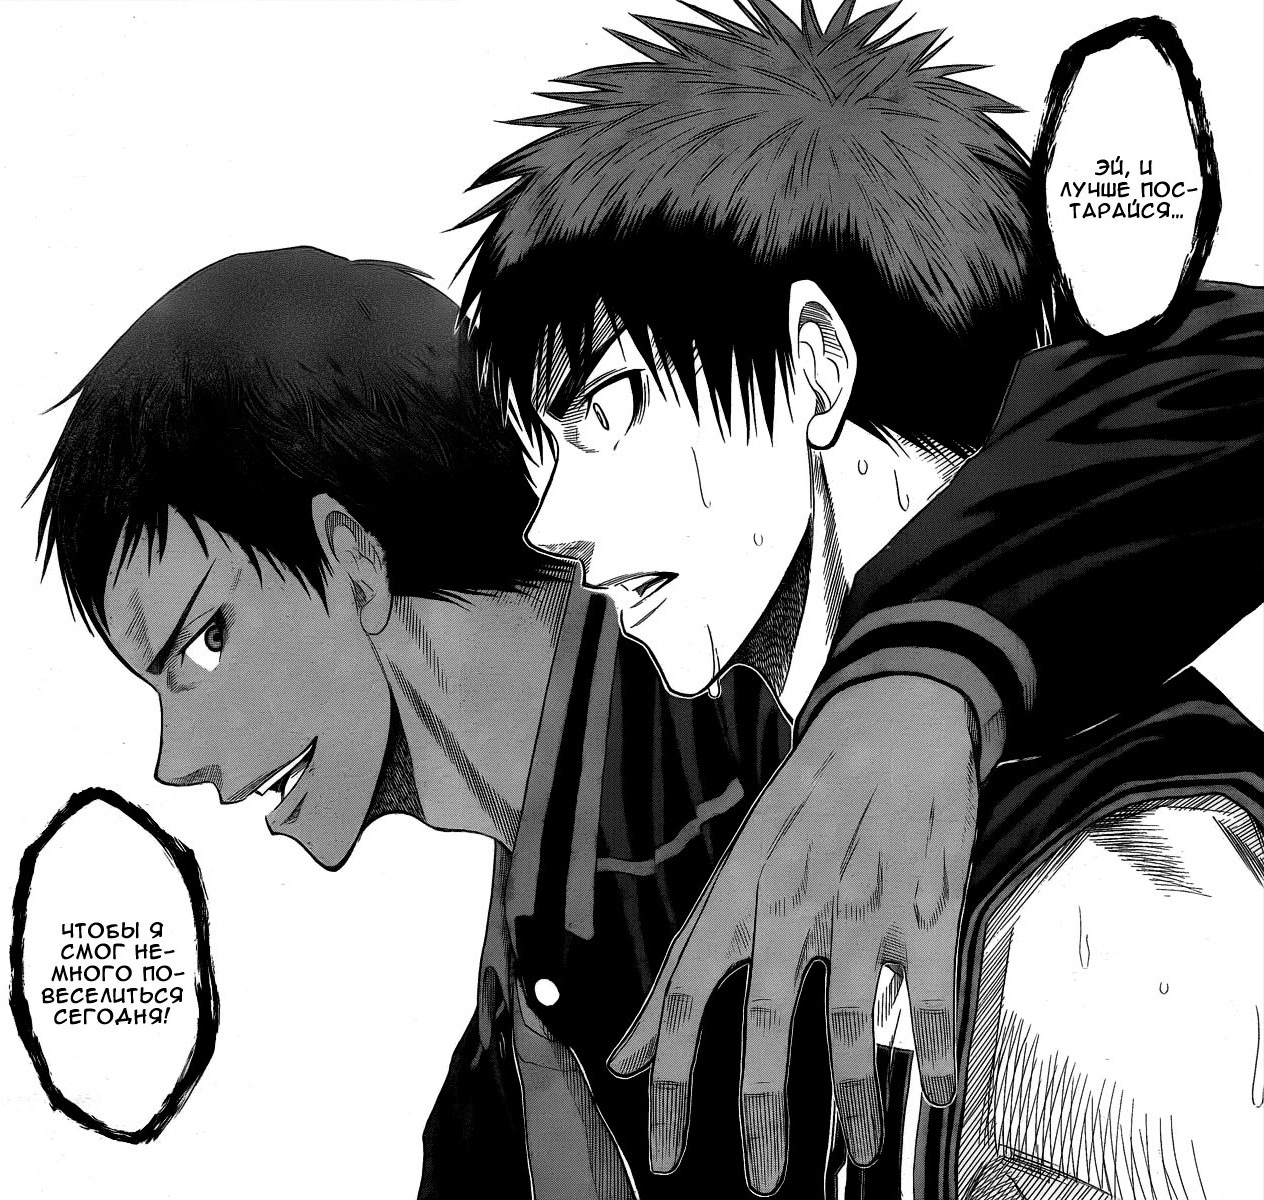 ЭЙ, И
ЛУЧШЕ ПОС-
ТАРАЙСЯ...
ЧТОБЫ Я
СМОГ НЕ-
МНОГО ПО-
ВЕСЕЛИТЬСЯ
СЕГОДНЯ!